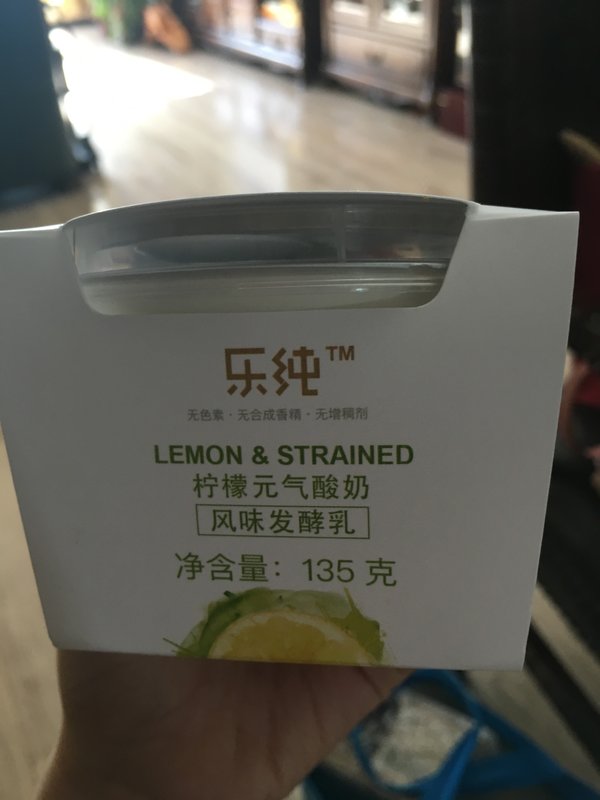 乐纯™
无色素·无合成香精·无增稠剂
LEMON & STRAINED
柠檬元气酸奶
风味发酵乳
净含量：135 克